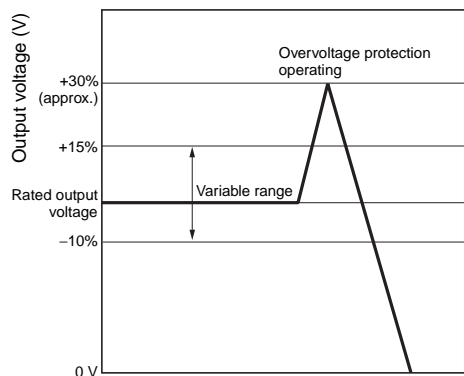 Output voltage (V)
Overvoltage protection
operating
+30%
(approx.)
+15%
Variable range
Rated output
voltage
−10%
0 V